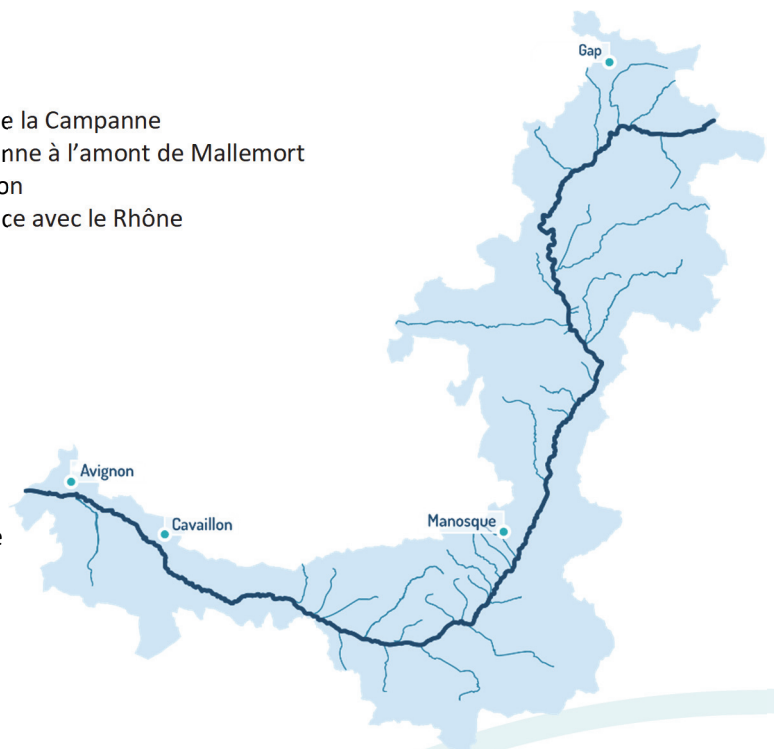 Gap
e la Campanne
nne à l'amont de Mallemort
on
ce avec le Rhône
Avignon
Cavaillon
Manosque
e